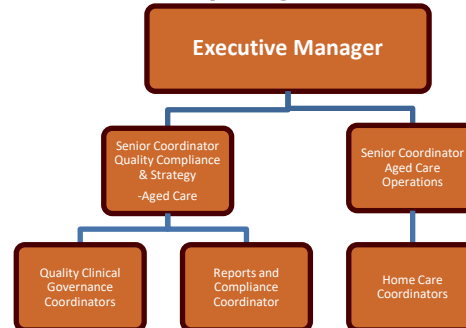 Executive Manager
Senior Coordinator
Quality Compliance
& Strategy
-Aged Care
Senior Coordinator
Aged Care
Operations
Quality Clinical
Governance
Coordinators
Reports and
Compliance
Coordinator
Home Care
Coordinators